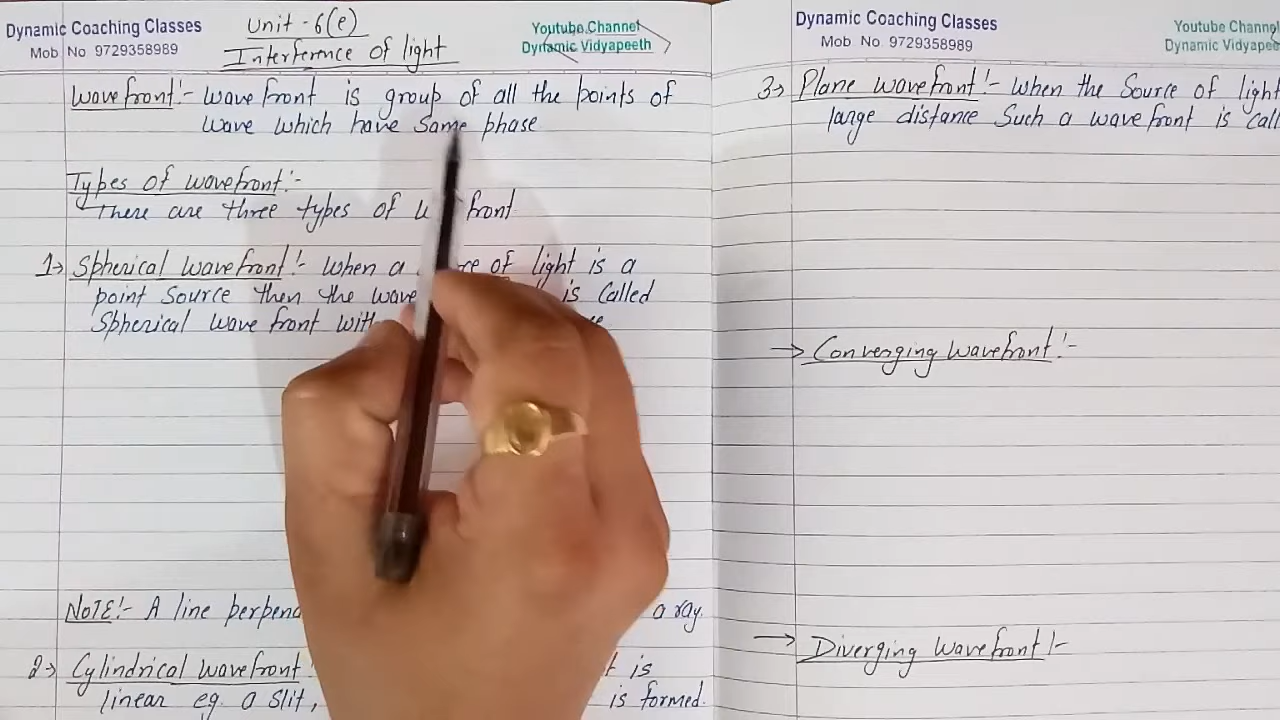 Dynamic Coaching Classes
Mob No 9729358989
Unit - 6(e)
Interference of light
Youtube Channel
Dynamic Vidyapeeth
Wavefront:- Wave front is group of all the points of
wave which have Same phase
Types of wavefront:-
There are three types of front
1→ Spherical wavefront:- When a of light is a
point Source then the wave is Called
Spherical wave front with
NOTE:- A line a ray.
2→ Cylindrical wavefront is
linear eg. a slit, is formed.
Dynamic Coaching Classes
Mob No 9729358989
Youtube Channel
Dynamic Vidyapee
3→ Plane wavefront:- When the Source of light
large distance Such a wavefront is call
→ Converging Wavefront:-
→ Diverging Wavefront:-